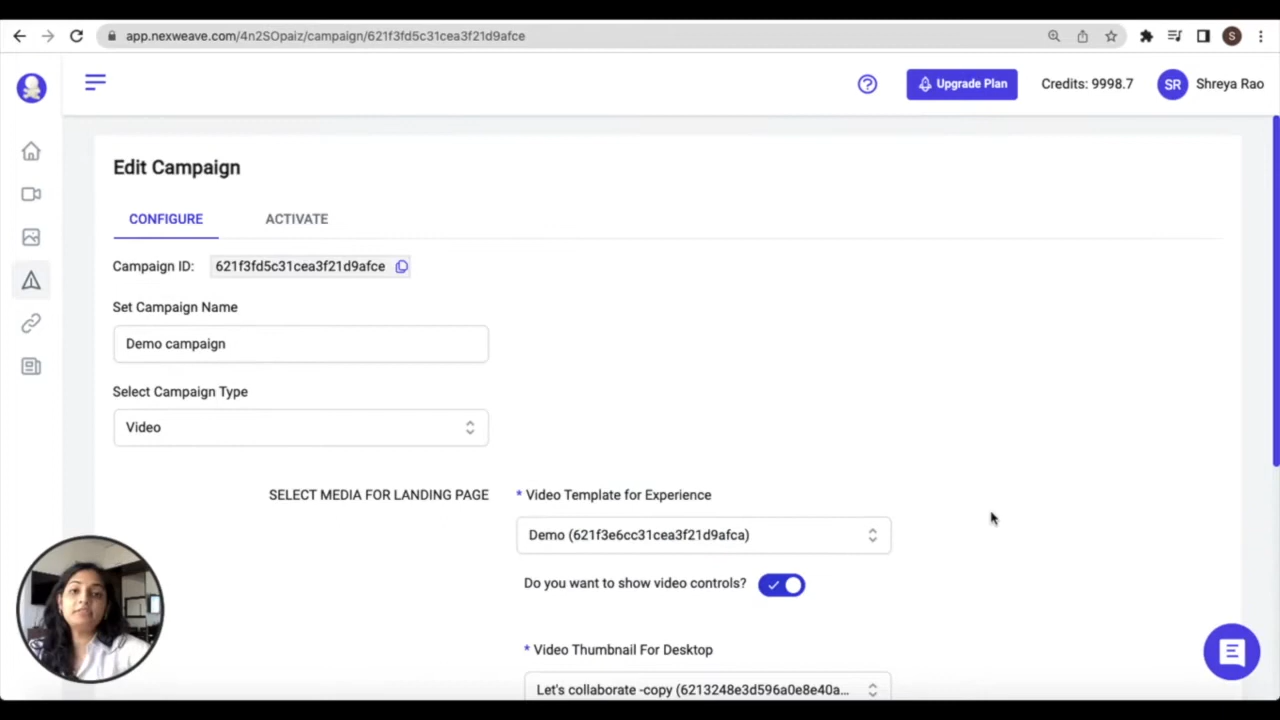 app.nexweave.com/4n2SOpaiz/campaign/621f3fd5c31cea3f21d9afce
S
Upgrade Plan
Credits: 9998.7
SR
Shreya Rao
Edit Campaign
CONFIGURE
ACTIVATE
Campaign ID:
621f3fd5c31cea3f21d9afce
Set Campaign Name
Demo campaign
Select Campaign Type
Video
SELECT MEDIA FOR LANDING PAGE
* Video Template for Experience
Demo (621f3e6cc31cea3f21d9afca)
Do you want to show video controls?
* Video Thumbnail For Desktop
Let's collaborate -copy (6213248e3d596a0e8e40a...